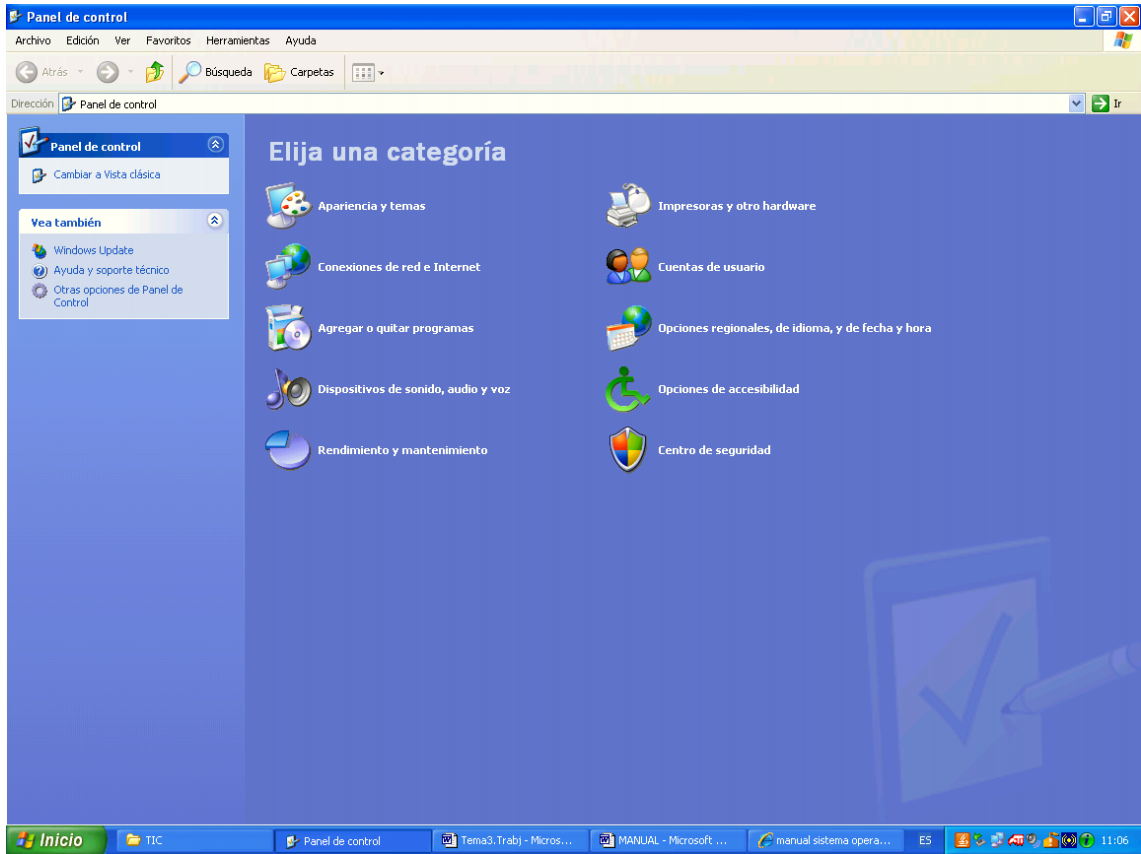 Panel de control
Archivo Edición Ver Favoritos Herramientas Ayuda
Atrás Búsqueda Carpetas
Dirección Panel de control Ir
Panel de control
Cambiar a Vista clásica
Vea también
Windows Update
Ayuda y soporte técnico
Otras opciones de Panel de
Control
Elija una categoría
Apariencia y temas
Impresoras y otro hardware
Conexiones de red e Internet
Cuentas de usuario
Agregar o quitar programas
Opciones regionales, de idioma, y de fecha y hora
Dispositivos de sonido, audio y voz
Opciones de accesibilidad
Rendimiento y mantenimiento
Centro de seguridad
Inicio TIC Panel de control Tema3.Trabj - Micros... MANUAL - Microsoft ... manual sistema opera... ES 11:06